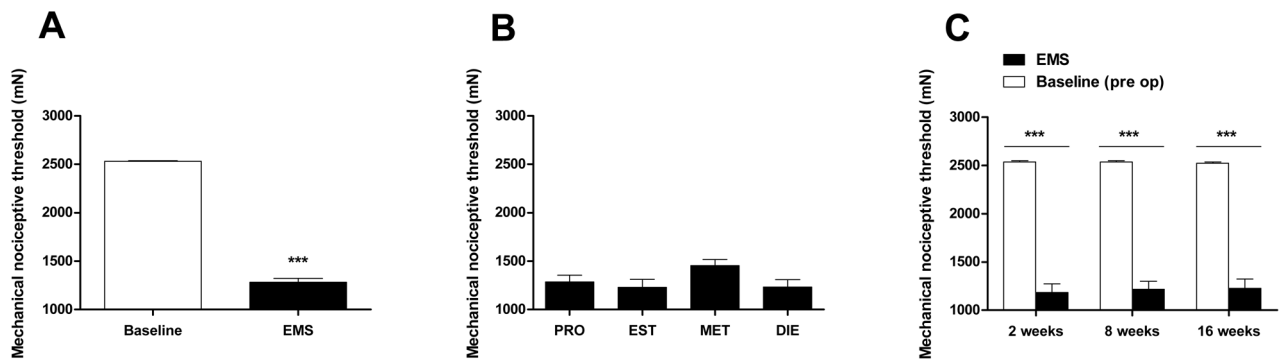 A
Mechanical nociceptive threshold (mN)
3000
2500
2000
1500
1000
***
Baseline
EMS
B
Mechanical nociceptive threshold (mN)
3000
2500
2000
1500
1000
PRO
EST
MET
DIE
C
EMS
Baseline (pre op)
Mechanical nociceptive threshold (mN)
3000
2500
2000
1500
1000
***
***
***
2 weeks
8 weeks
16 weeks